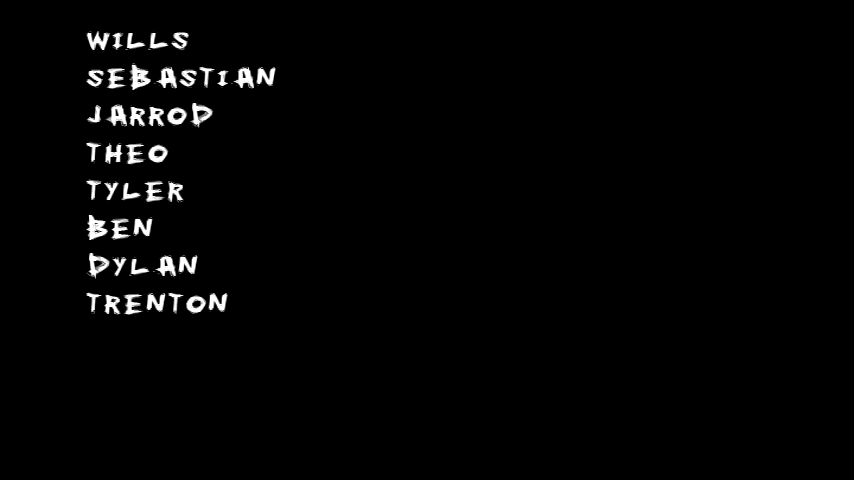 WILLS
SEBASTIAN
JARROD
THEO
TYLER
BEN
DYLAN
TRENTON